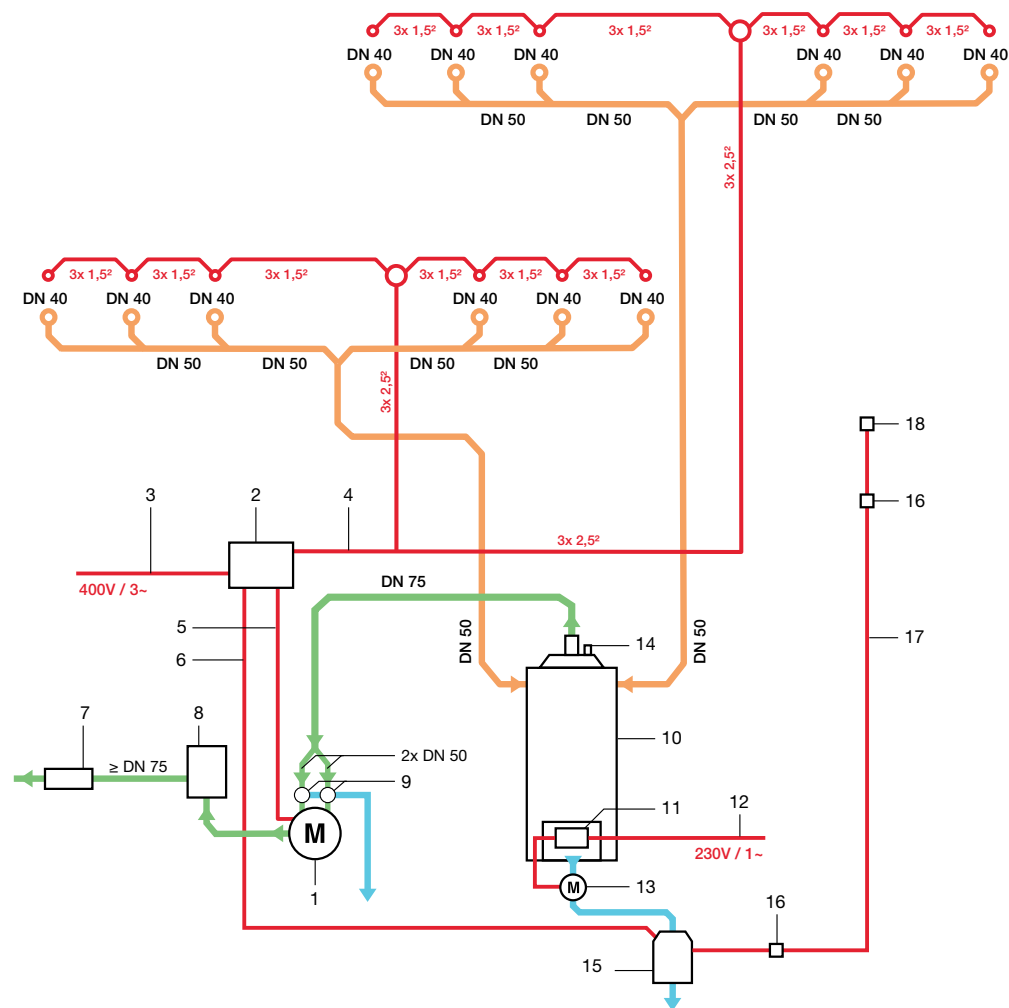 3x 1,5² 3x 1,5² 3x 1,5² 3x 1,5² 3x 1,5² 3x 1,5²
DN 40 DN 40 DN 40 DN 40 DN 40 DN 40
DN 50 DN 50 DN 50 DN 50
3x 2,5²
3x 1,5² 3x 1,5² 3x 1,5² 3x 1,5² 3x 1,5² 3x 1,5²
DN 40 DN 40 DN 40 DN 40 DN 40 DN 40
DN 50 DN 50 DN 50 DN 50
3x 2,5²
18
3 2 4 16
3x 2,5²
400V / 3~
DN 75
5
6
DN 50
14
DN 50
17
7 8
10
2x DN 50
≥ DN 75
9
11 12
M
230V / 1~
1
M
13
16
15